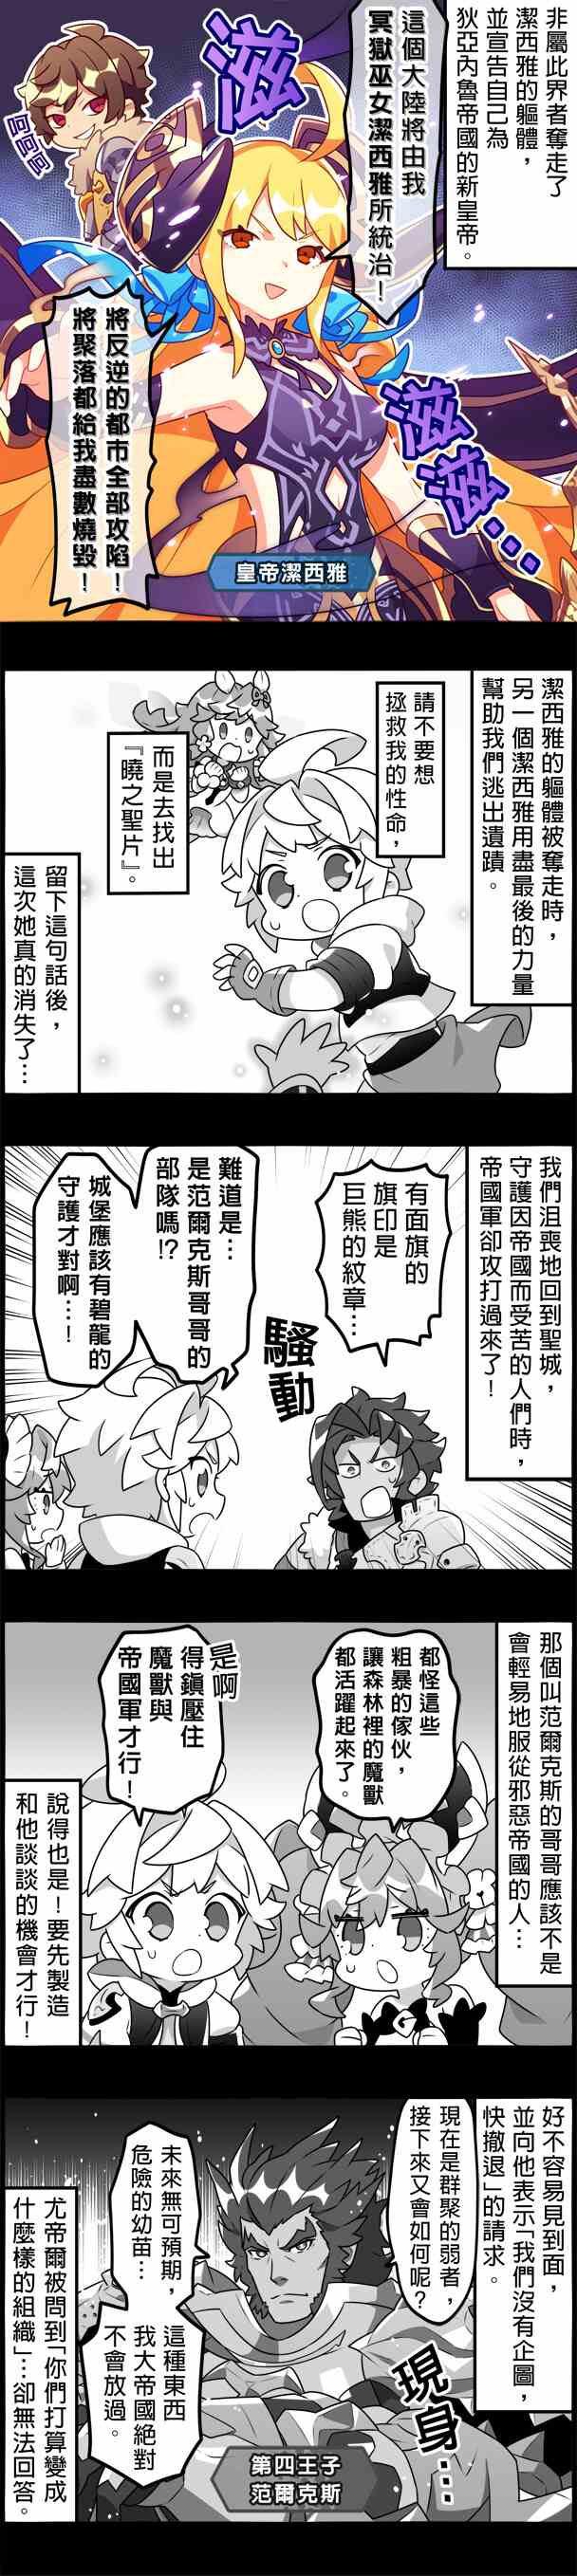 非屬此界者奪走了
潔西雅的軀體，
並宣告自己為
狄亞內魯帝國的新皇帝。
這個大陸將由我
冥獄巫女潔西雅所統治！
滋
呵呵呵
將反逆的都市全部攻陷！
將聚落都給我盡數燒毀！
滋滋…
皇帝潔西雅
潔西雅的軀體被奪走時，
另一個潔西雅用盡最後的力量
幫助我們逃出遺蹟。
請不要想
拯救我的性命，
而是去找出
『曉之聖片』。
留下這句話後，
這次她真的消失了…
我們沮喪地回到聖城，
守護因帝國而受苦的人們時，
帝國軍卻攻打過來了！
有面旗的
旗印是
巨熊的紋章…
騷動
難道是…
是范爾克斯哥哥的
部隊嗎!?
城堡應該有碧龍的
守護才對啊…！
那個叫范爾克斯的哥哥應該不是
會輕易地服從邪惡帝國的人…
都怪這些
粗暴的傢伙，
讓森林裡的魔獸
都活躍起來了。
是啊
得鎮壓住
魔獸與
帝國軍才行！
說得也是！要先製造
和他談談的機會才行！
好不容易見到面，
並向他表示「我們沒有企圖，
快撤退」的請求。
現在是群聚的弱者，
接下來又會如何呢？
未來無可預期，
危險的幼苗…
這種東西
我大帝國絕對
不會放過。
現身…
第四王子
范爾克斯
尤帝爾被問到「你們打算變成
什麼樣的組織」…卻無法回答。